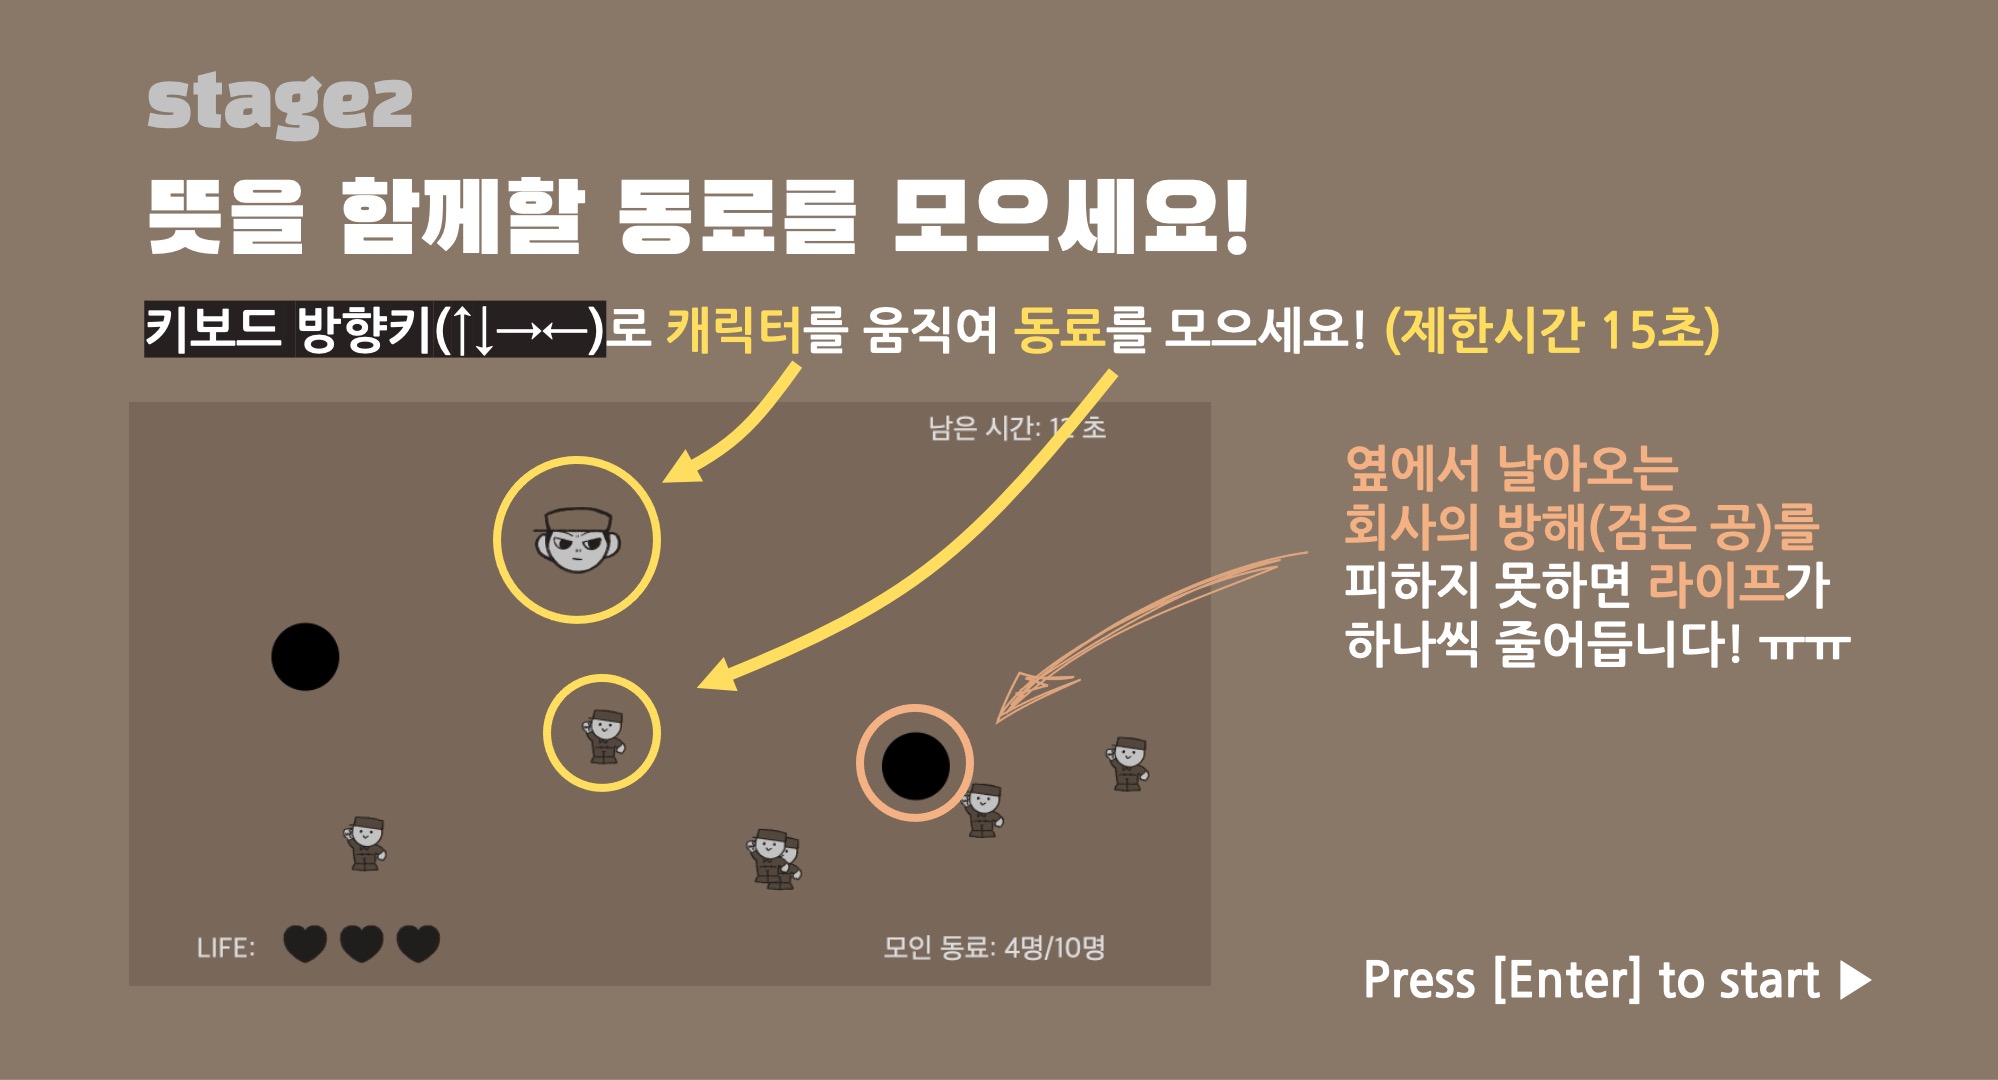 stage2
뜻을 함께할 동료를 모으세요!
키보드 방향키(↑↓→←)로 캐릭터를 움직여 동료를 모으세요! (제한시간 15초)
남은 시간: 12 초
옆에서 날아오는
회사의 방해(검은 공)를
피하지 못하면 라이프가
하나씩 줄어듭니다! ㅠㅠ
LIFE:
모인 동료: 4명/10명
Press [Enter] to start ▶